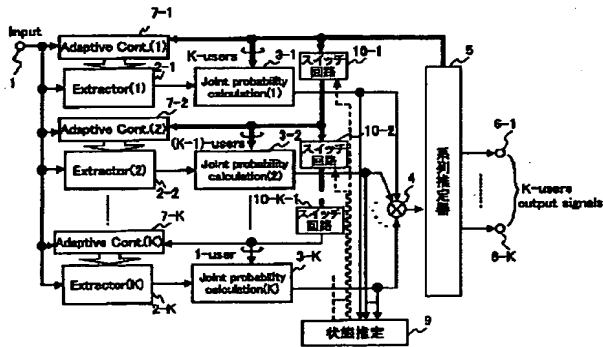 Input
1
7-1
Adaptive Cont.(1)
2-1
Extractor(1)
K-users
3-1
Joint probability
calculation(1)
10-1
スイッチ
回路
5
7-2
Adaptive Cont.(2)
(K-1)-users
3-2
Extractor(2)
2-2
Joint probability
calculation(2)
10-2
スイッチ
回路
4
系列推定器
6-1
K-users
output signals
6-K
10-K-1
スイッチ
回路
7-K
Adaptive Cont.(K)
1-user
3-K
Extractor(K)
2-K
Joint probability
calculation(K)
状態推定
9